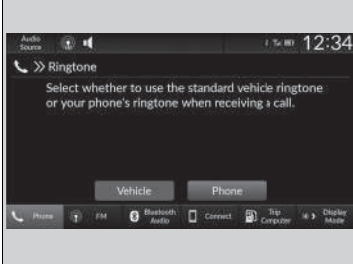 Audio
Source
12:34
Ringtone
Select whether to use the standard vehicle ringtone
or your phone's ringtone when receiving a call.
Vehicle Phone
Phone FM Bluetooth Audio Connect Trip Computer Display Mode